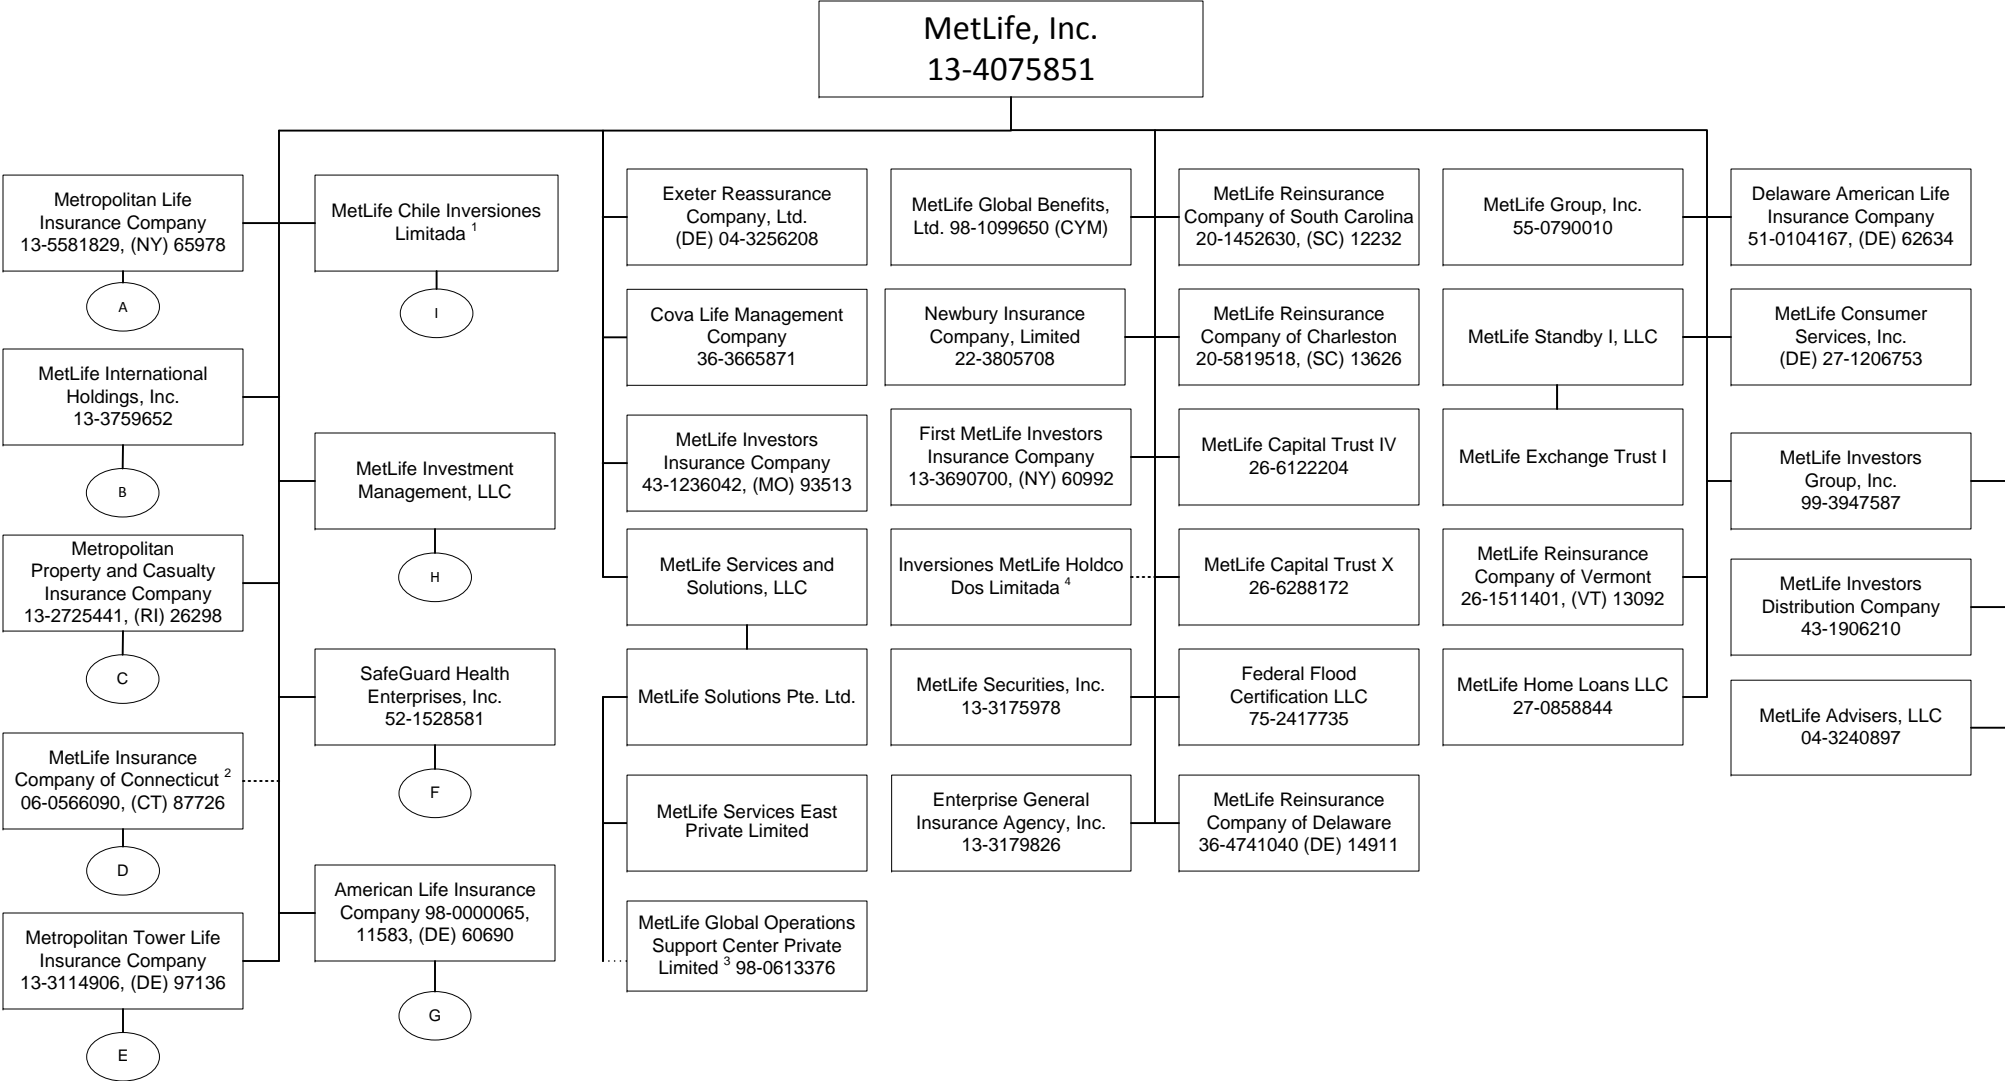 MetLife, Inc.
13-4075851
Metropolitan Life
Insurance Company
13-5581829, (NY) 65978
A
MetLife International
Holdings, Inc.
13-3759652
B
Metropolitan
Property and Casualty
Insurance Company
13-2725441, (RI) 26298
C
MetLife Insurance
Company of Connecticut 2
06-0566090, (CT) 87726
D
Metropolitan Tower Life
Insurance Company
13-3114906, (DE) 97136
E
MetLife Chile Inversiones
Limitada 1
I
MetLife Investment
Management, LLC
H
SafeGuard Health
Enterprises, Inc.
52-1528581
F
American Life Insurance
Company 98-0000065,
11583, (DE) 60690
G
Exeter Reassurance
Company, Ltd.
(DE) 04-3256208
Cova Life Management
Company
36-3665871
MetLife Investors
Insurance Company
43-1236042, (MO) 93513
MetLife Services and
Solutions, LLC
MetLife Solutions Pte. Ltd.
MetLife Services East
Private Limited
MetLife Global Operations
Support Center Private
Limited 3 98-0613376
MetLife Global Benefits,
Ltd. 98-1099650 (CYM)
Newbury Insurance
Company, Limited
22-3805708
First MetLife Investors
Insurance Company
13-3690700, (NY) 60992
Inversiones MetLife Holdco
Dos Limitada 4
MetLife Securities, Inc.
13-3175978
Enterprise General
Insurance Agency, Inc.
13-3179826
MetLife Reinsurance
Company of South Carolina
20-1452630, (SC) 12232
MetLife Reinsurance
Company of Charleston
20-5819518, (SC) 13626
MetLife Capital Trust IV
26-6122204
MetLife Capital Trust X
26-6288172
Federal Flood
Certification LLC
75-2417735
MetLife Reinsurance
Company of Delaware
36-4741040 (DE) 14911
MetLife Group, Inc.
55-0790010
MetLife Standby I, LLC
MetLife Exchange Trust I
MetLife Reinsurance
Company of Vermont
26-1511401, (VT) 13092
MetLife Home Loans LLC
27-0858844
Delaware American Life
Insurance Company
51-0104167, (DE) 62634
MetLife Consumer
Services, Inc.
(DE) 27-1206753
MetLife Investors
Group, Inc.
99-3947587
MetLife Investors
Distribution Company
43-1906210
MetLife Advisers, LLC
04-3240897